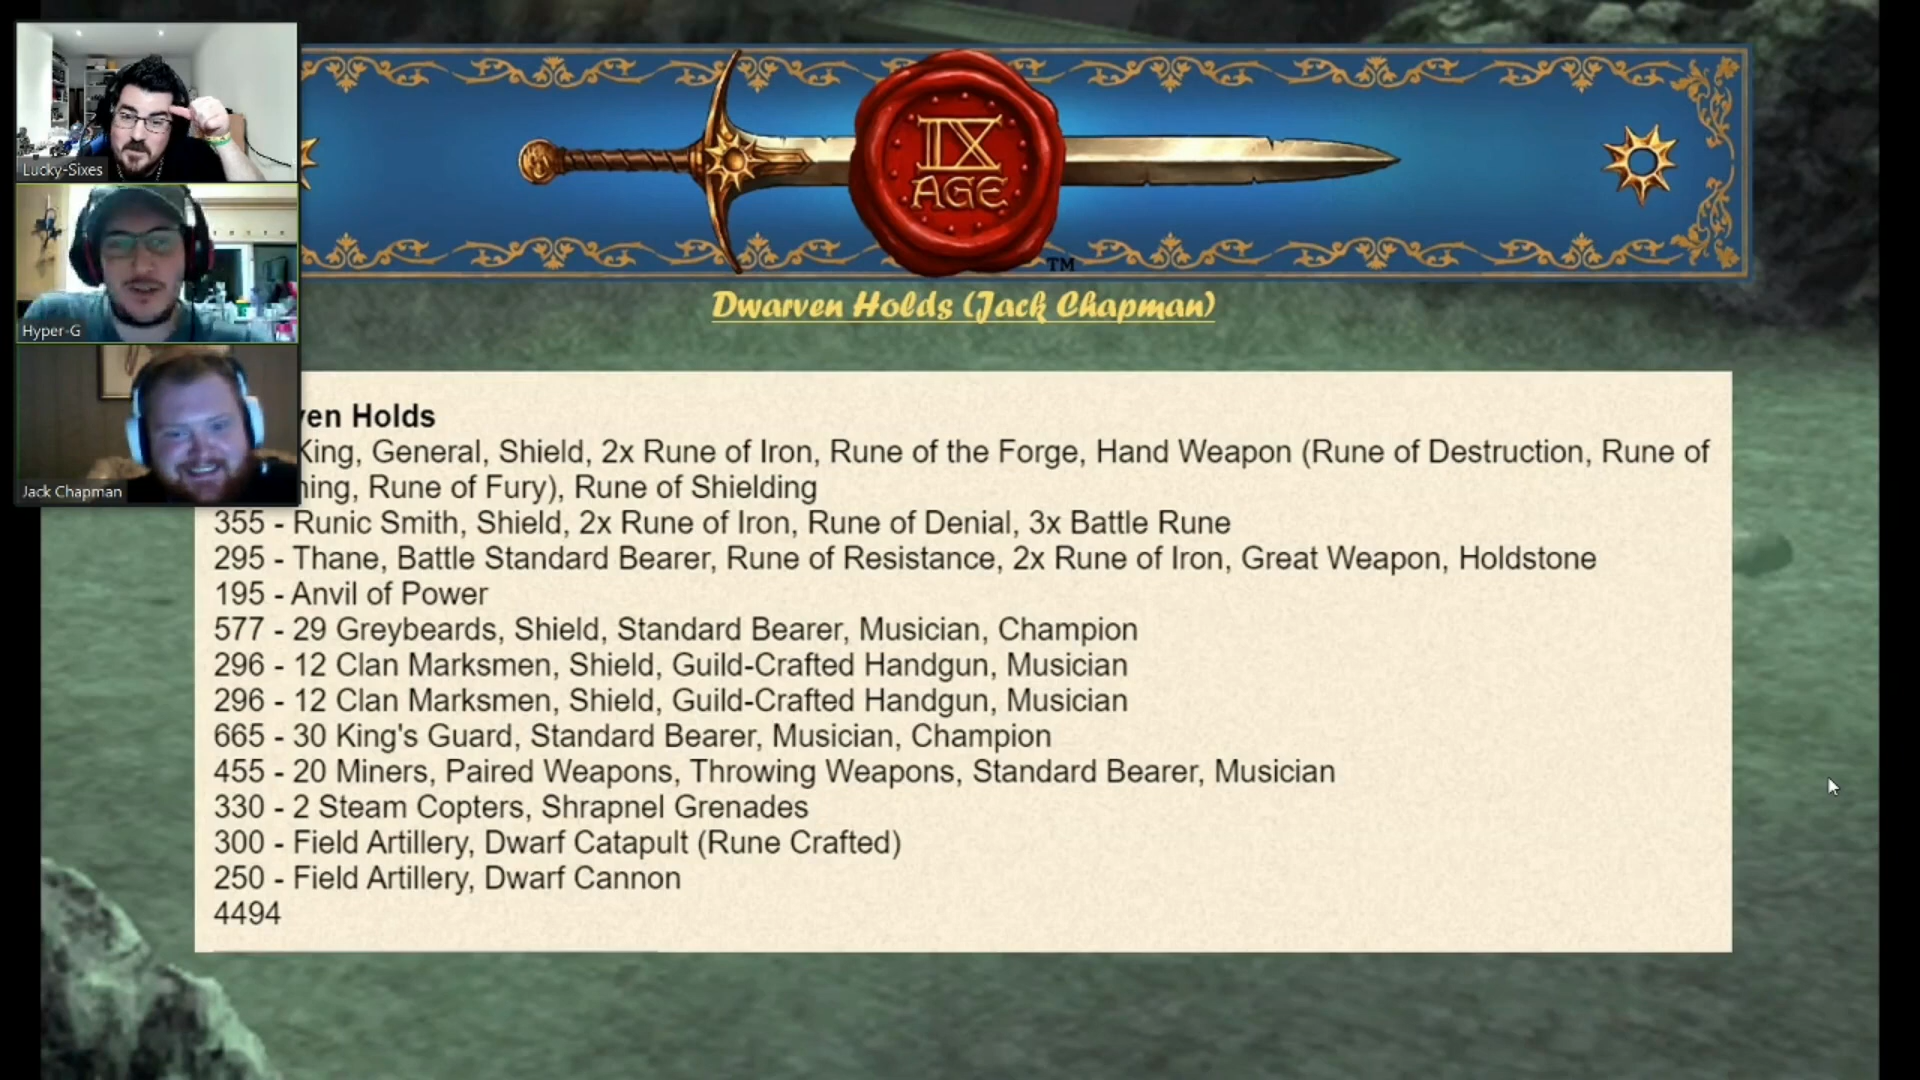 Lucky-Sixes
Hyper-G
Jack Chapman
IX
AGE
TM
Dwarven Holds (Jack Chapman)
ven Holds
King, General, Shield, 2x Rune of Iron, Rune of the Forge, Hand Weapon (Rune of Destruction, Rune of
ning, Rune of Fury), Rune of Shielding
355 - Runic Smith, Shield, 2x Rune of Iron, Rune of Denial, 3x Battle Rune
295 - Thane, Battle Standard Bearer, Rune of Resistance, 2x Rune of Iron, Great Weapon, Holdstone
195 - Anvil of Power
577 - 29 Greybeards, Shield, Standard Bearer, Musician, Champion
296 - 12 Clan Marksmen, Shield, Guild-Crafted Handgun, Musician
296 - 12 Clan Marksmen, Shield, Guild-Crafted Handgun, Musician
665 - 30 King's Guard, Standard Bearer, Musician, Champion
455 - 20 Miners, Paired Weapons, Throwing Weapons, Standard Bearer, Musician
330 - 2 Steam Copters, Shrapnel Grenades
300 - Field Artillery, Dwarf Catapult (Rune Crafted)
250 - Field Artillery, Dwarf Cannon
4494